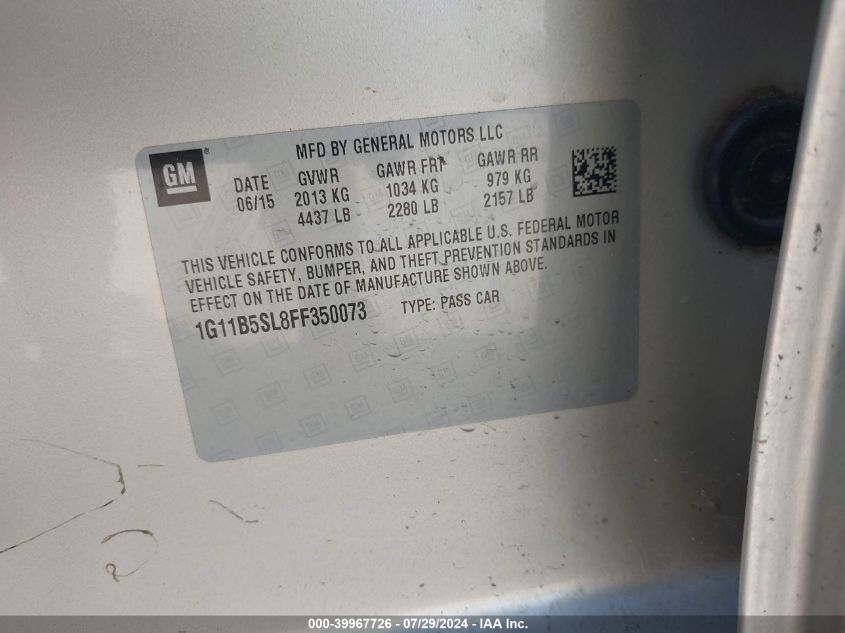 GM ®
MFD BY GENERAL MOTORS LLC
DATE GVWR GAWR FRT GAWR RR
06/15 2013 KG 1034 KG 979 KG
4437 LB 2280 LB 2157 LB
THIS VEHICLE CONFORMS TO ALL APPLICABLE U.S. FEDERAL MOTOR
VEHICLE SAFETY, BUMPER, AND THEFT PREVENTION STANDARDS IN
EFFECT ON THE DATE OF MANUFACTURE SHOWN ABOVE.
1G11B5SL8FF350073 TYPE: PASS CAR
000-39967726 - 07/29/2024 - IAA Inc.